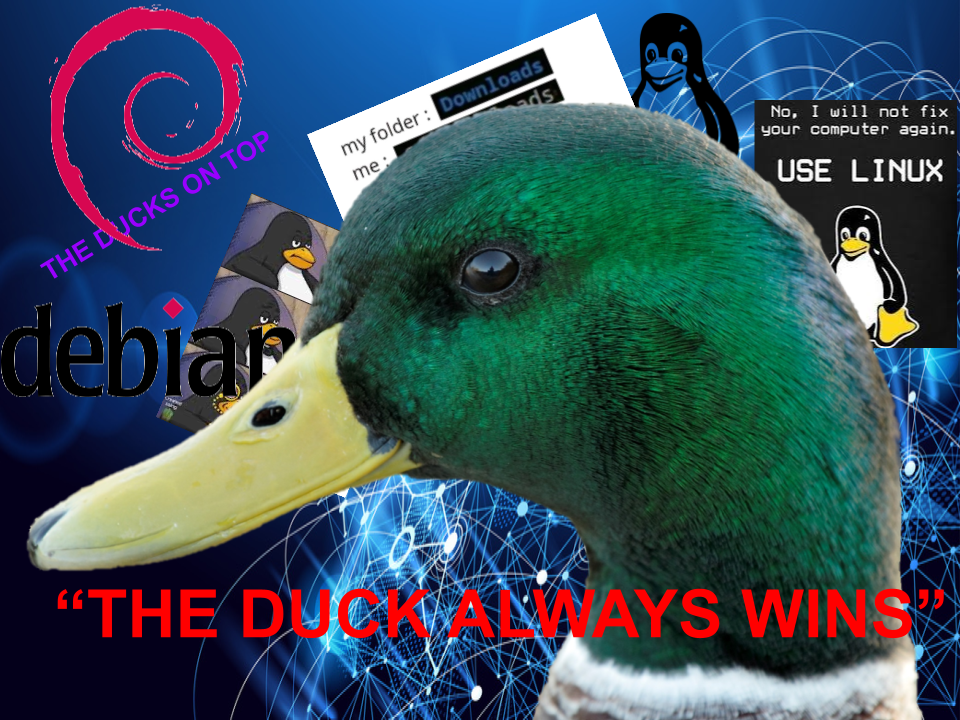 my folder : Downloads
me :
No, I will not fix
your computer again.
USE LINUX
THE DUCKS ON TOP
debian
“THE DUCK ALWAYS WINS”